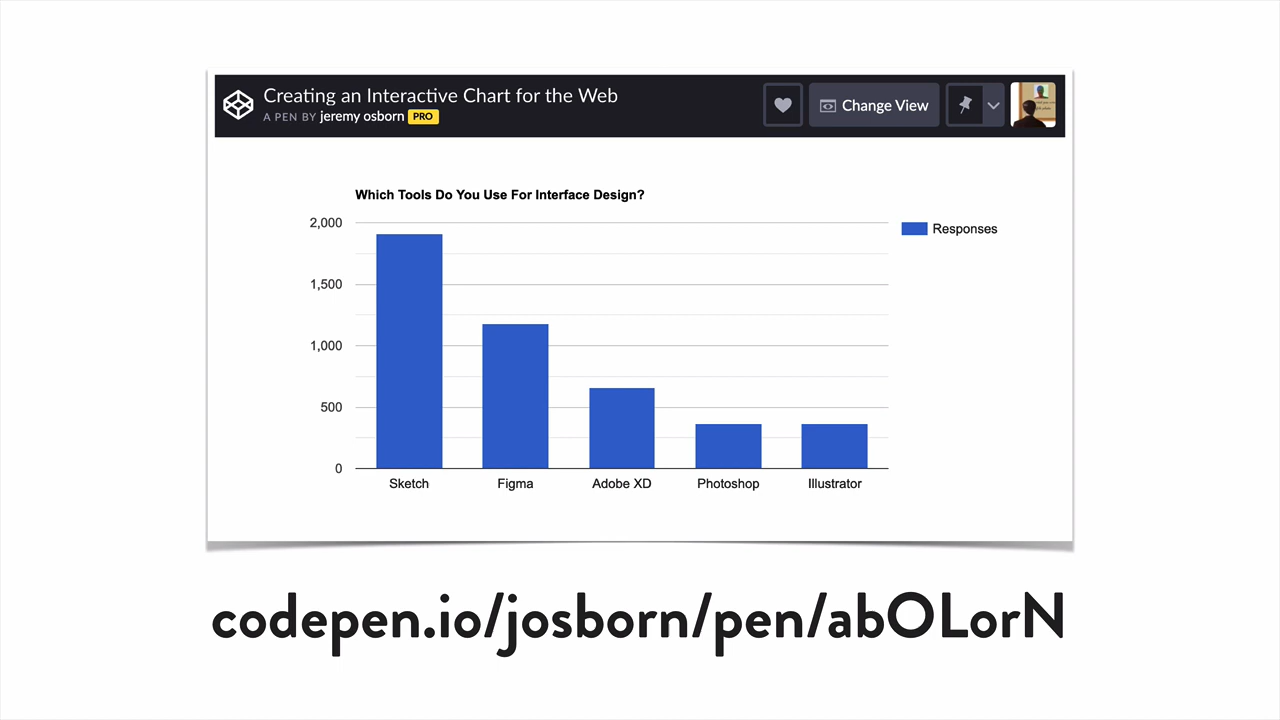 Creating an Interactive Chart for the Web
A PEN BY jeremy osborn PRO
Change View
Which Tools Do You Use For Interface Design?
2,000
1,500
1,000
500
0
Responses
Sketch Figma Adobe XD Photoshop Illustrator
codepen.io/josborn/pen/abOLorN